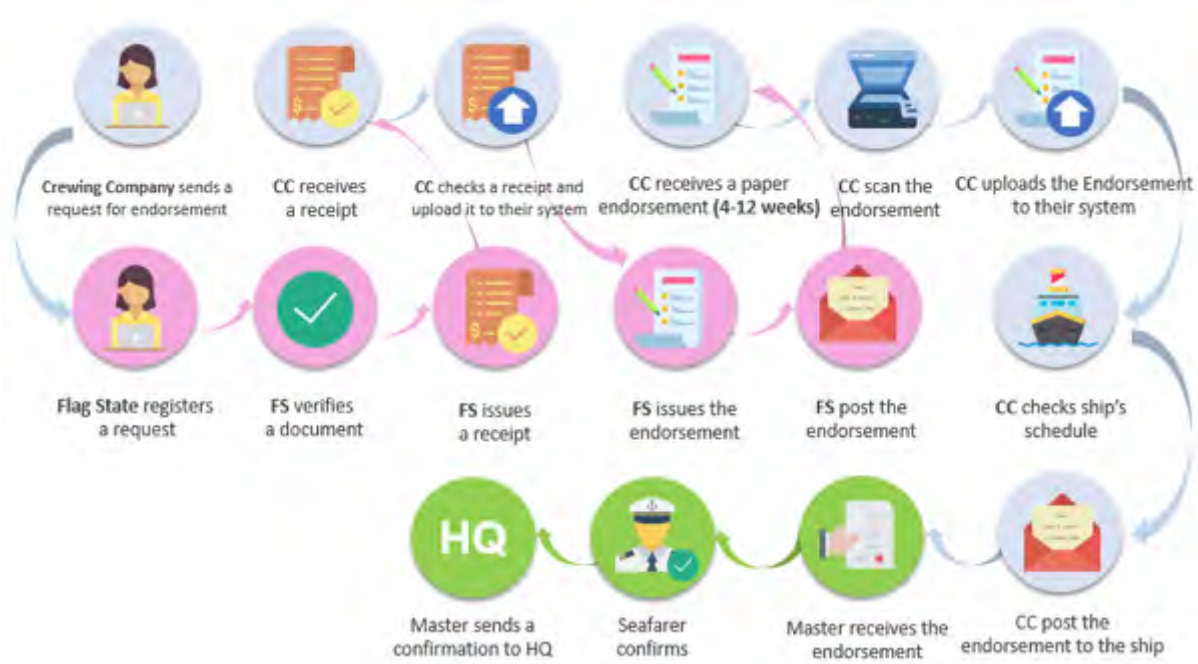 Crewing Company sends a
request for endorsement
CC receives
a receipt
CC checks a receipt and
upload it to their system
CC receives a paper
endorsement (4-12 weeks)
CC scan the
endorsement
CC uploads the Endorsement
to their system
Flag State registers
a request
FS verifies
a document
FS issues
a receipt
FS issues the
endorsement
FS post the
endorsement
CC checks ship's
schedule
HQ
Master sends a
confirmation to HQ
Seafarer
confirms
Master receives the
endorsement
CC post the
endorsement to the ship